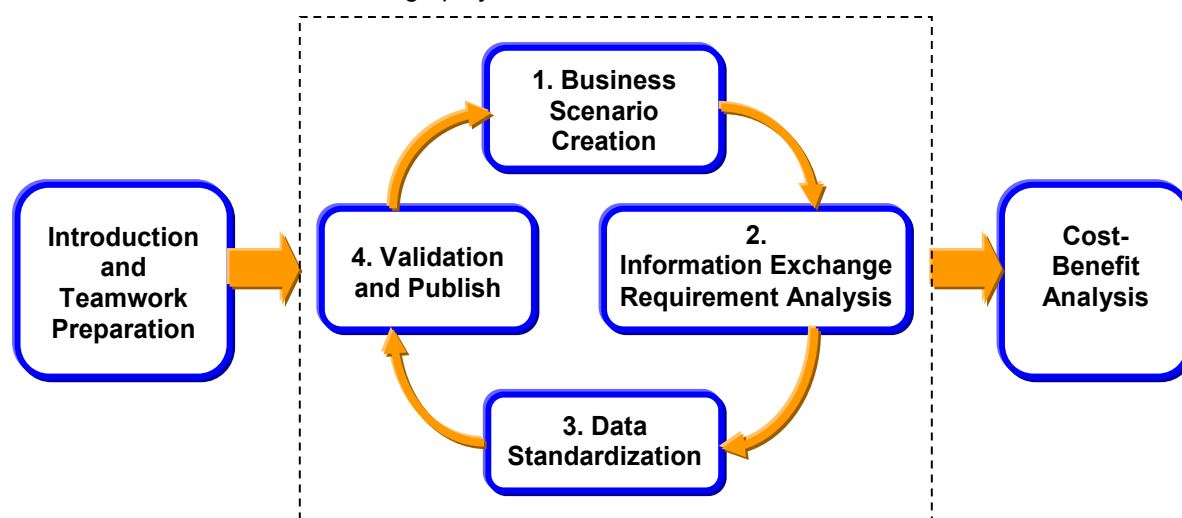 1. Business
Scenario
Creation
Introduction
and
Teamwork
Preparation
4. Validation
and Publish
2.
Information Exchange
Requirement Analysis
Cost-
Benefit
Analysis
3. Data
Standardization